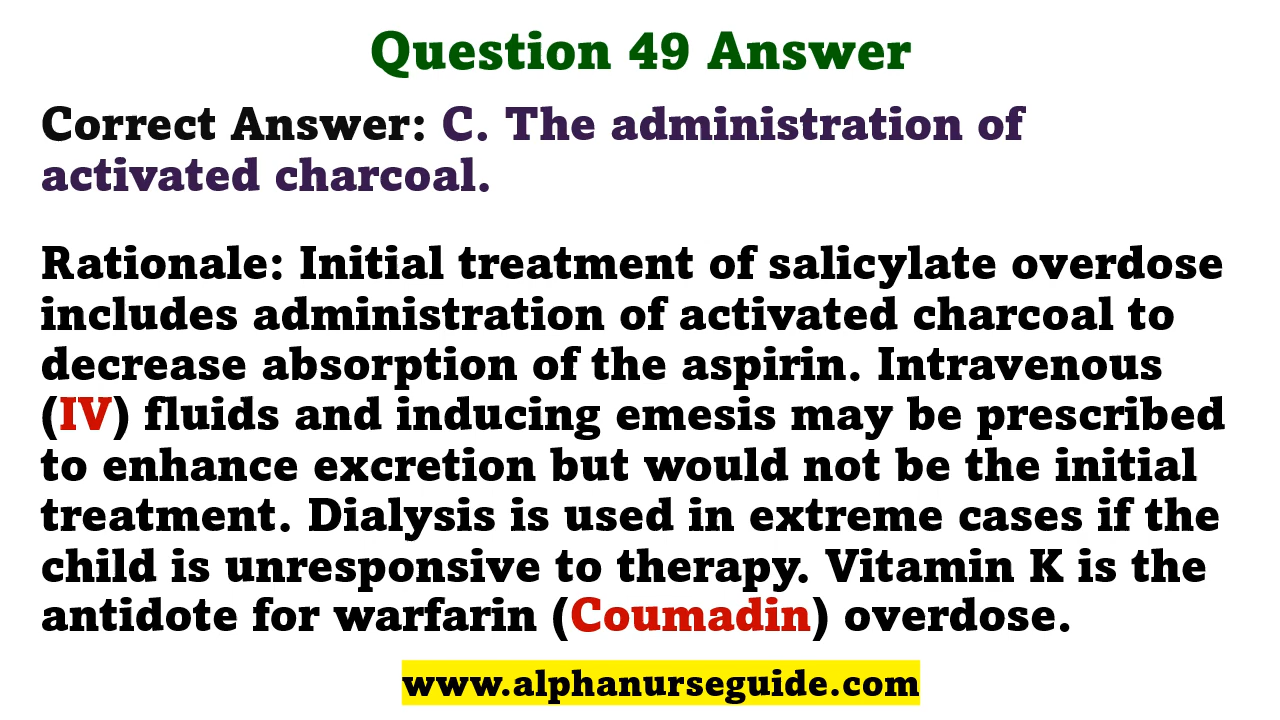 Question 49 Answer
Correct Answer: C. The administration of
activated charcoal.
Rationale: Initial treatment of salicylate overdose
includes administration of activated charcoal to
decrease absorption of the aspirin. Intravenous
(IV) fluids and inducing emesis may be prescribed
to enhance excretion but would not be the initial
treatment. Dialysis is used in extreme cases if the
child is unresponsive to therapy. Vitamin K is the
antidote for warfarin (Coumadin) overdose.
www.alphanurseguide.com